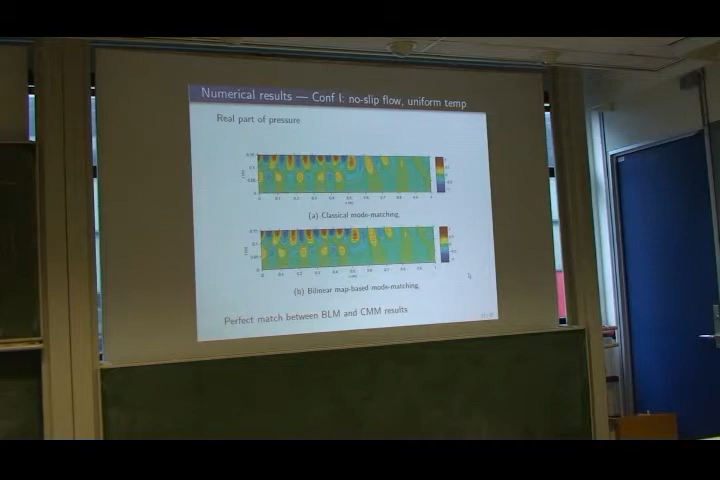 Numerical results — Conf I: no-slip flow, uniform temp
Real part of pressure
(a) Classical mode-matching.
(b) Bilinear map-based mode-matching.
Perfect match between BLM and CMM results